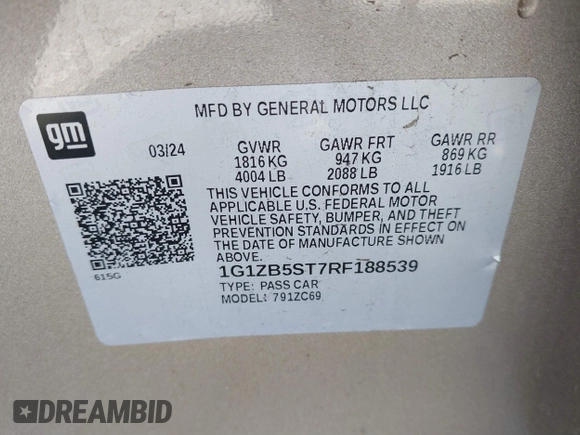 gm
MFD BY GENERAL MOTORS LLC
03/24 GVWR GAWR FRT GAWR RR
1816 KG 947 KG 869 KG
4004 LB 2088 LB 1916 LB
THIS VEHICLE CONFORMS TO ALL
APPLICABLE U.S. FEDERAL MOTOR
VEHICLE SAFETY, BUMPER, AND THEFT
PREVENTION STANDARDS IN EFFECT ON
THE DATE OF MANUFACTURE SHOWN
ABOVE.
615G
1G1ZB5ST7RF188539
TYPE: PASS CAR
MODEL: 791ZC69
DREAMBID